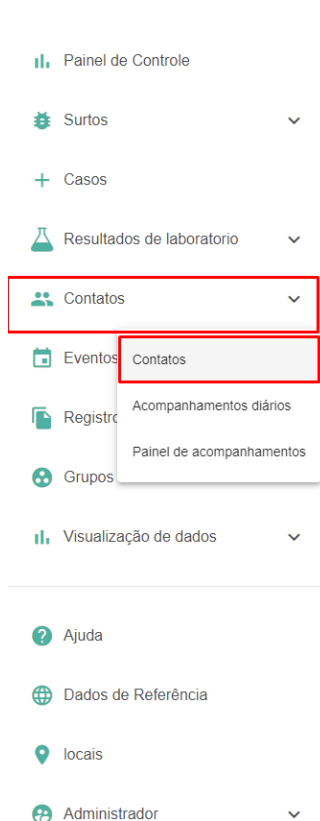 Painel de Controle
Surtos
Casos
Resultados de laboratorio
Contatos
Eventos
Contatos
Registro
Acompanhamentos diários
Painel de acompanhamentos
Grupos
Visualização de dados
Ajuda
Dados de Referência
locais
Administrador